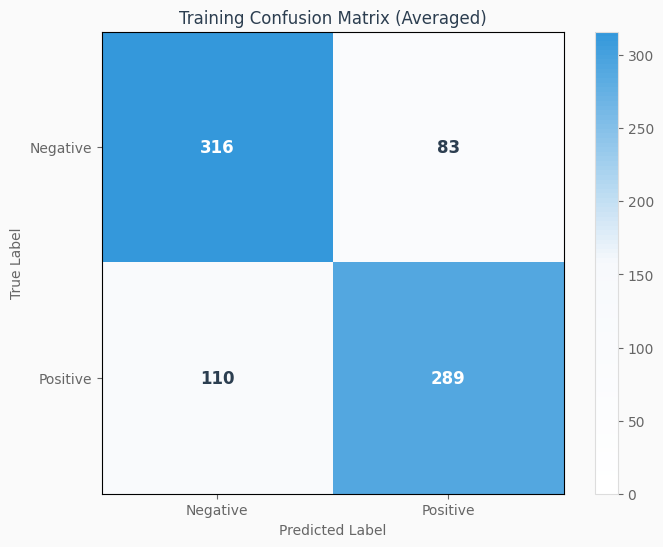 Training Confusion Matrix (Averaged)
True Label
Negative
316
83
Positive
110
289
Negative
Positive
Predicted Label
300
250
200
150
100
50
0